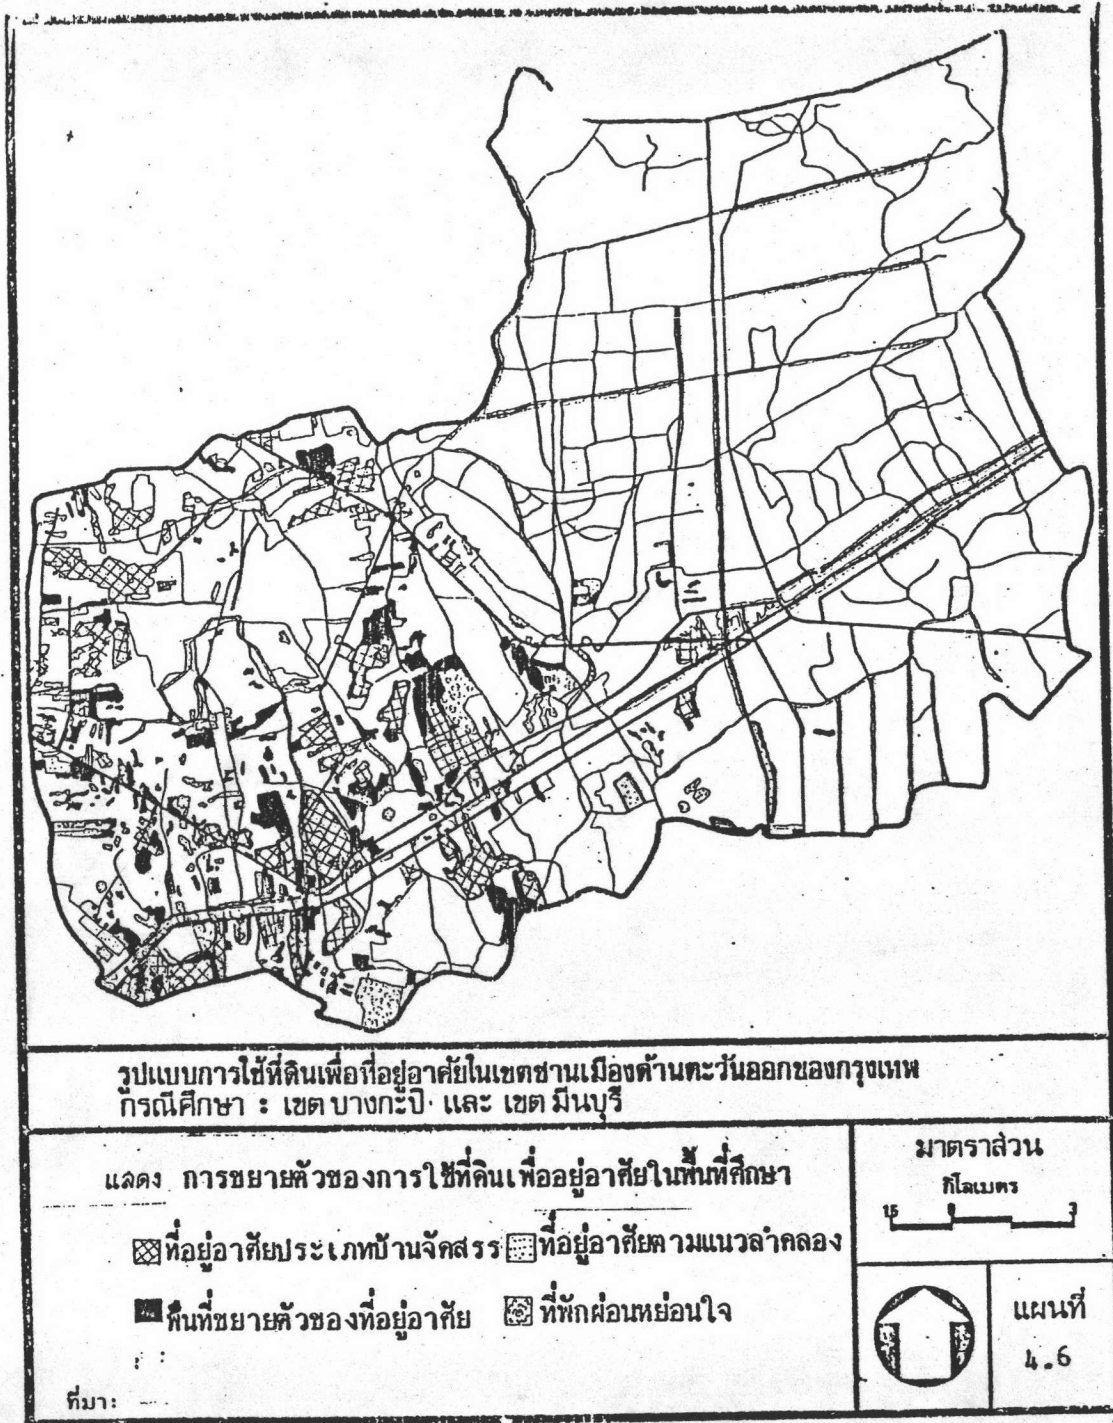 รูปแบบการใช้ที่ดินเพื่อที่อยู่อาศัยในเขตชานเมืองด้านตะวันออกของกรุงเทพ
กรณีศึกษา : เขต บางกะปิ และ เขต มีนบุรี
แสดง การขยายตัวของการใช้ที่ดินเพื่ออยู่อาศัยในพื้นที่ศึกษา
ที่อยู่อาศัยประเภทบ้านจัดสรร
ที่อยู่อาศัยตามแนวลำคลอง
พื้นที่ขยายตัวของที่อยู่อาศัย
ที่พักผ่อนหย่อนใจ
ที่มา:
มาตราส่วน
กิโลเมตร
15 0 3
แผนที่
4.6